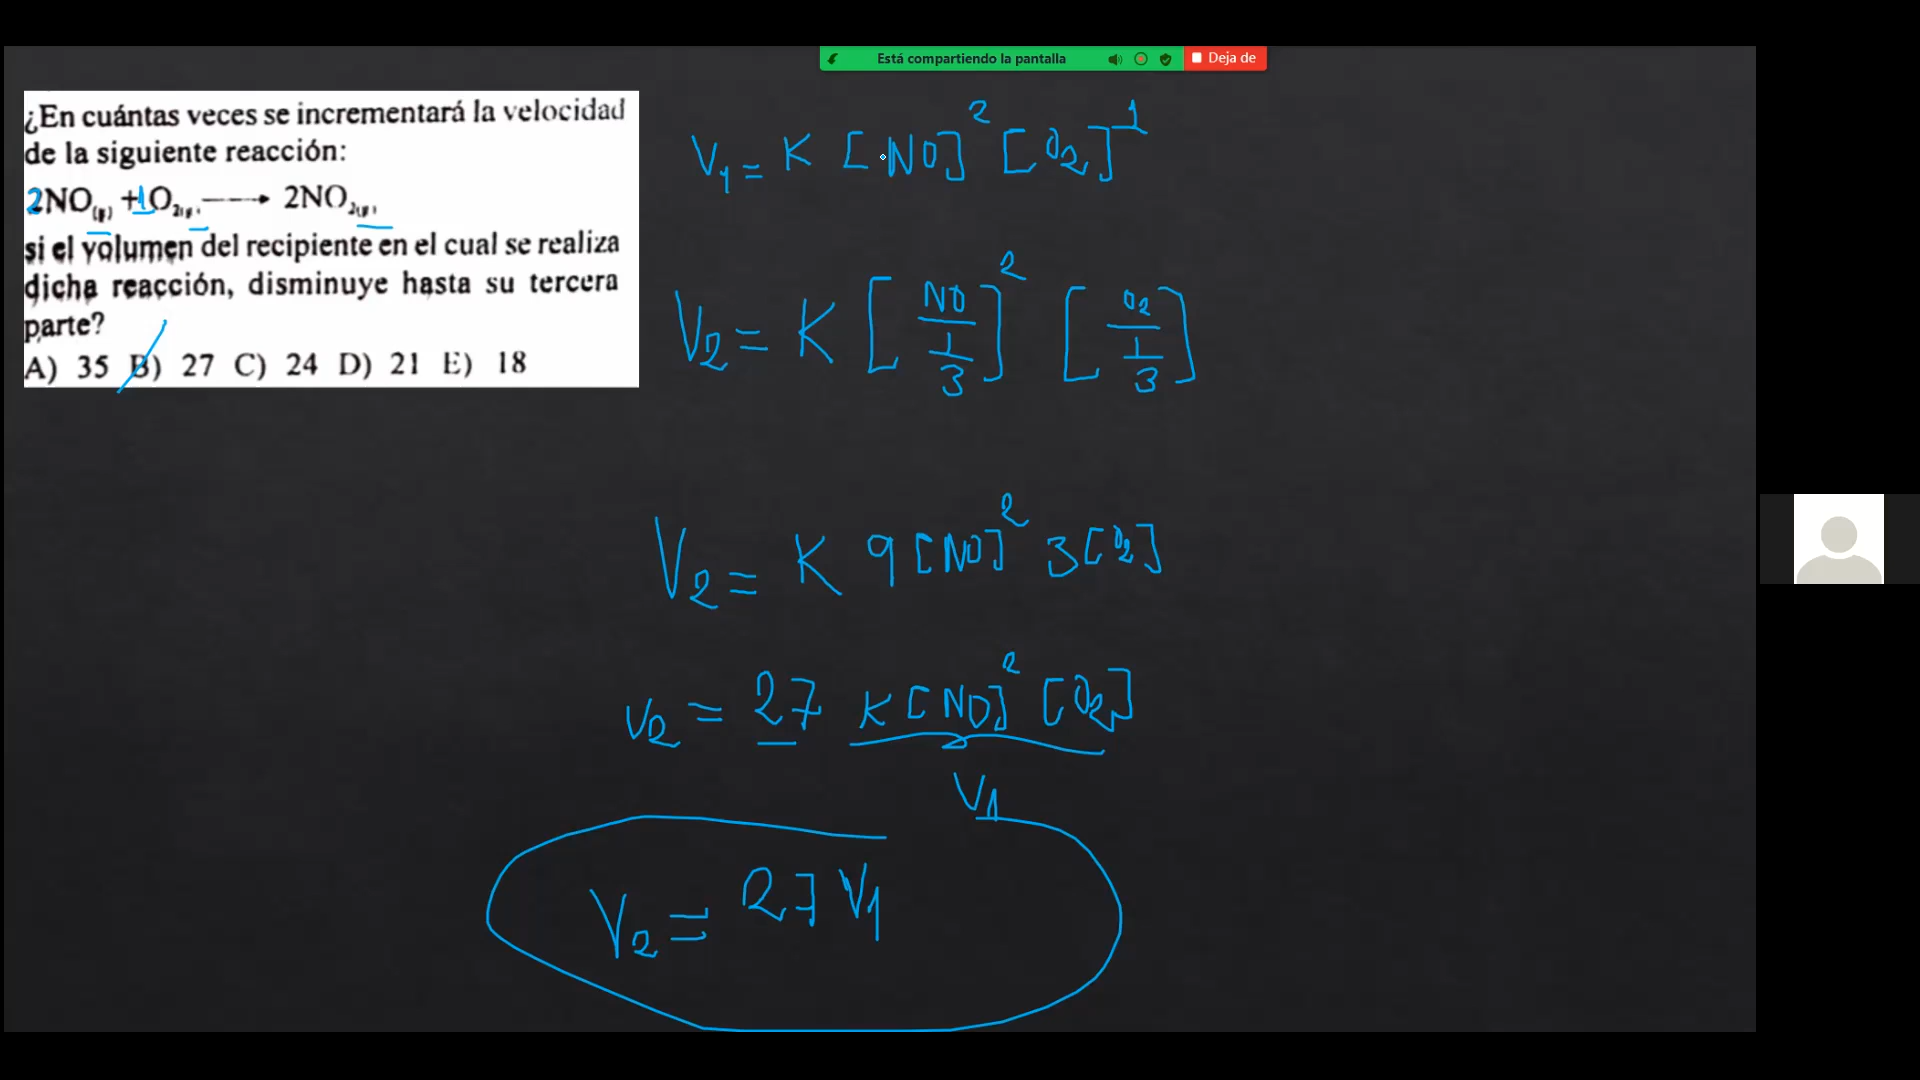 Está compartiendo la pantalla
Deja de
¿En cuántas veces se incrementará la velocidad
de la siguiente reacción:
2NO(g) + 1O2(g) → 2NO2(g)
si el volumen del recipiente en el cual se realiza
dicha reacción, disminuye hasta su tercera
parte?
A) 35 B) 27 C) 24 D) 21 E) 18
V1 = K [NO]^2 [O2]^1
V2 = K [NO/(1/3)]^2 [O2/(1/3)]
V2 = K 9 [NO]^2 3 [O2]
V2 = 27 K [NO]^2 [O2]
V1
V2 = 27 V1